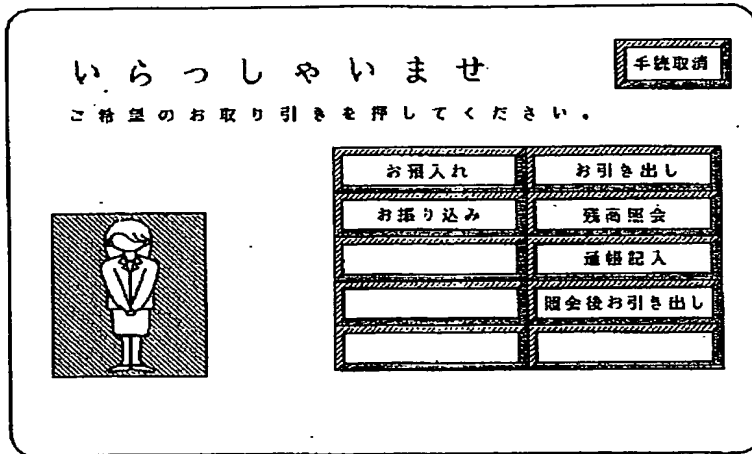 いらっしゃいませ
手続取消
ご希望のお取り引きを押してください。
お預入れ
お引き出し
お振り込み
残高照会
通帳記入
照会後お引き出し